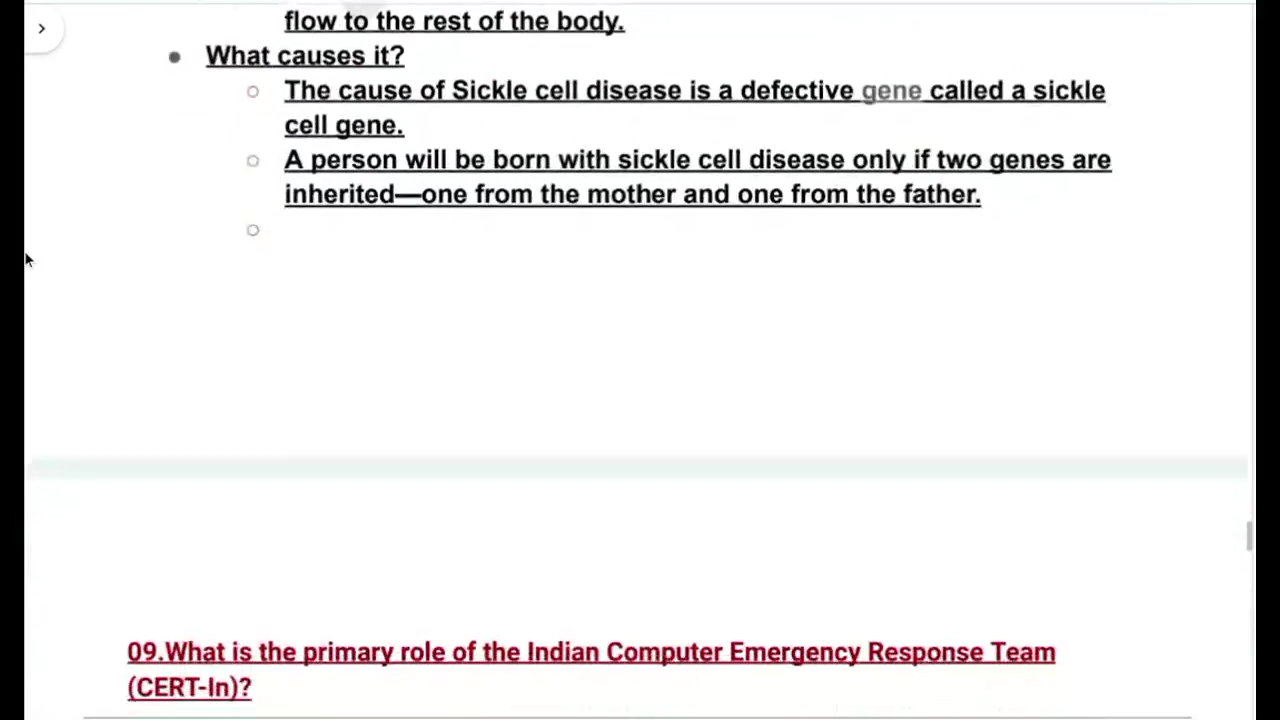 flow to the rest of the body.
What causes it?
The cause of Sickle cell disease is a defective gene called a sickle
cell gene.
A person will be born with sickle cell disease only if two genes are
inherited—one from the mother and one from the father.
09.What is the primary role of the Indian Computer Emergency Response Team
(CERT-In)?